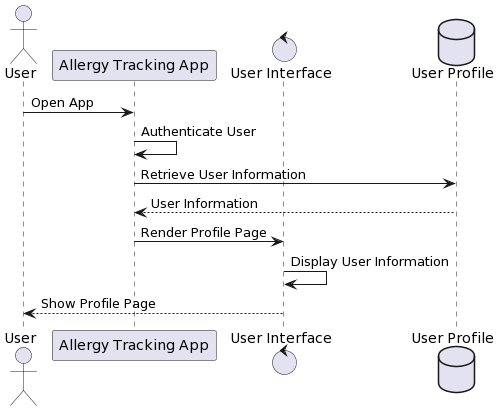 User
Allergy Tracking App
User Interface
User Profile
Open App
Authenticate User
Retrieve User Information
User Information
Render Profile Page
Display User Information
Show Profile Page
User
Allergy Tracking App
User Interface
User Profile